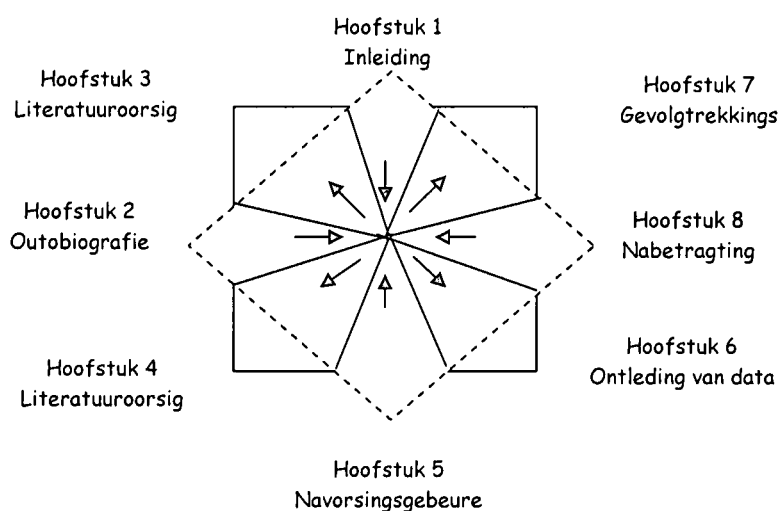 Hoofstuk 1
Inleiding
Hoofstuk 3
Literatuuroorsig
Hoofstuk 7
Gevolgtrekkings
Hoofstuk 2
Outobiografie
Hoofstuk 8
Nabetragting
Hoofstuk 4
Literatuuroorsig
Hoofstuk 6
Ontleding van data
Hoofstuk 5
Navorsingsgebeure